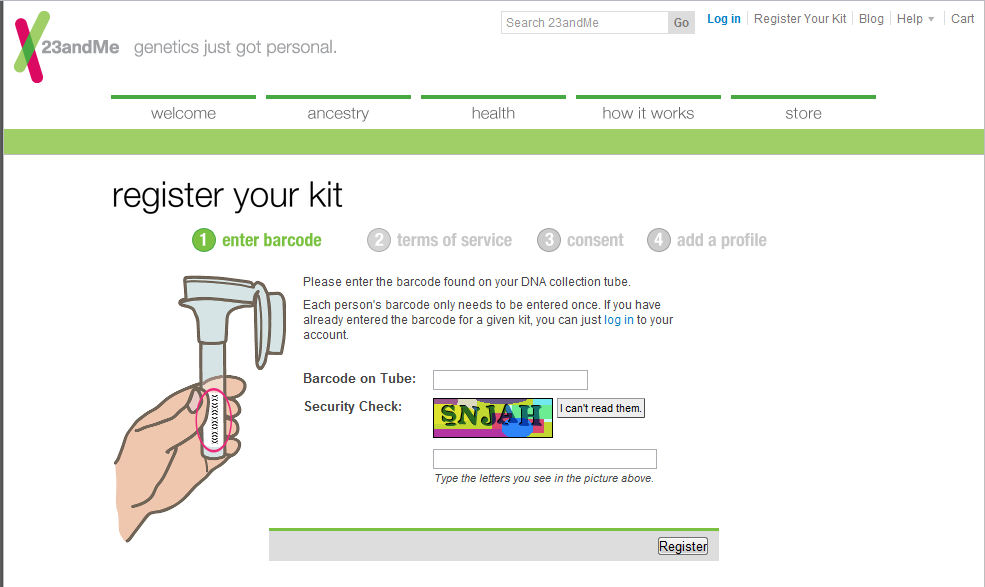 23andMe genetics just got personal.
Search 23andMe Go Log in Register Your Kit Blog Help Cart
welcome ancestry health how it works store
register your kit
1 enter barcode 2 terms of service 3 consent 4 add a profile
Please enter the barcode found on your DNA collection tube.
Each person's barcode only needs to be entered once. If you have
already entered the barcode for a given kit, you can just log in to your
account.
Barcode on Tube:
Security Check: SNJAH I can't read them.
Type the letters you see in the picture above.
Register